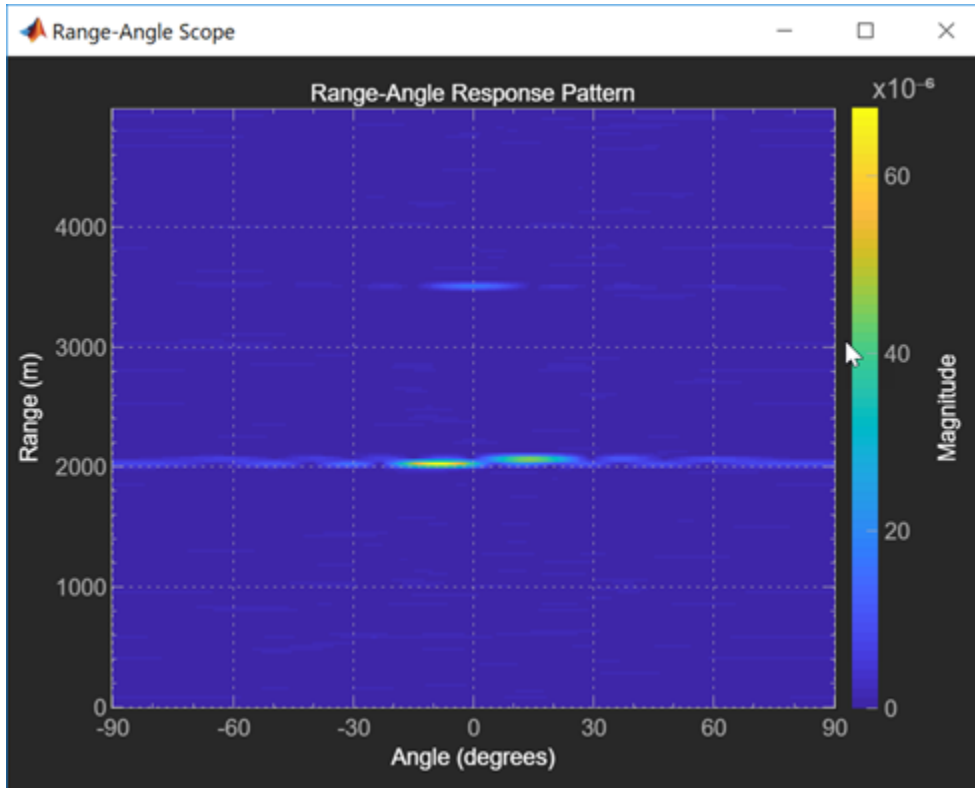 Range-Angle Scope
Range-Angle Response Pattern
x10⁻⁶
60
40
20
0
Magnitude
4000
3000
2000
1000
0
Range (m)
-90 -60 -30 0 30 60 90
Angle (degrees)